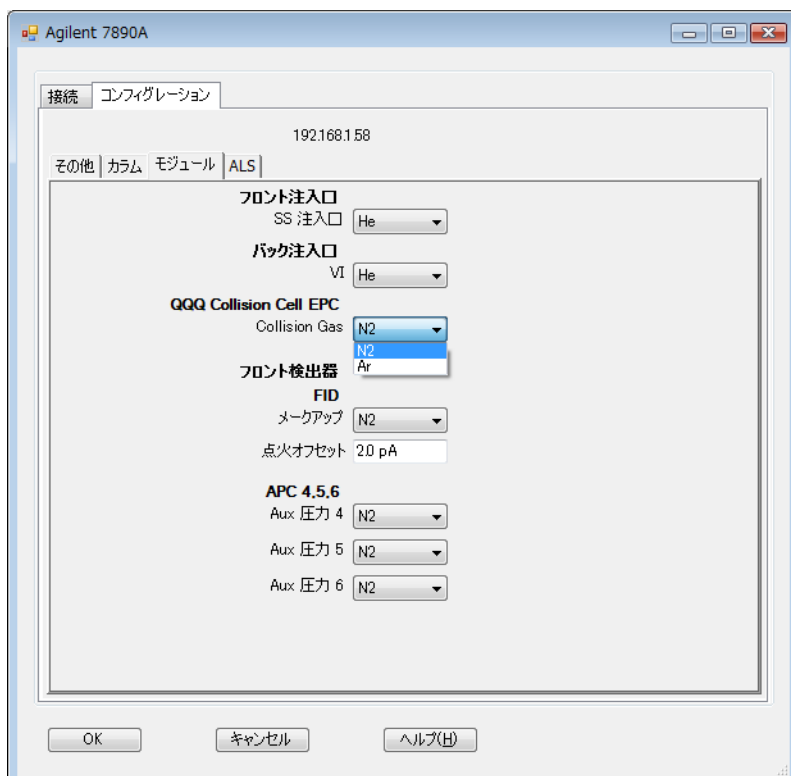 Agilent 7890A
接続 コンフィグレーション
192.168.1.58
その他 カラム モジュール ALS
フロント注入口
SS 注入口 He
バック注入口
VI He
QQQ Collision Cell EPC
Collision Gas N2
N2
Ar
フロント検出器
FID
メークアップ N2
点火オフセット 2.0 pA
APC 4,5,6
Aux 圧力 4 N2
Aux 圧力 5 N2
Aux 圧力 6 N2
OK キャンセル ヘルプ(H)